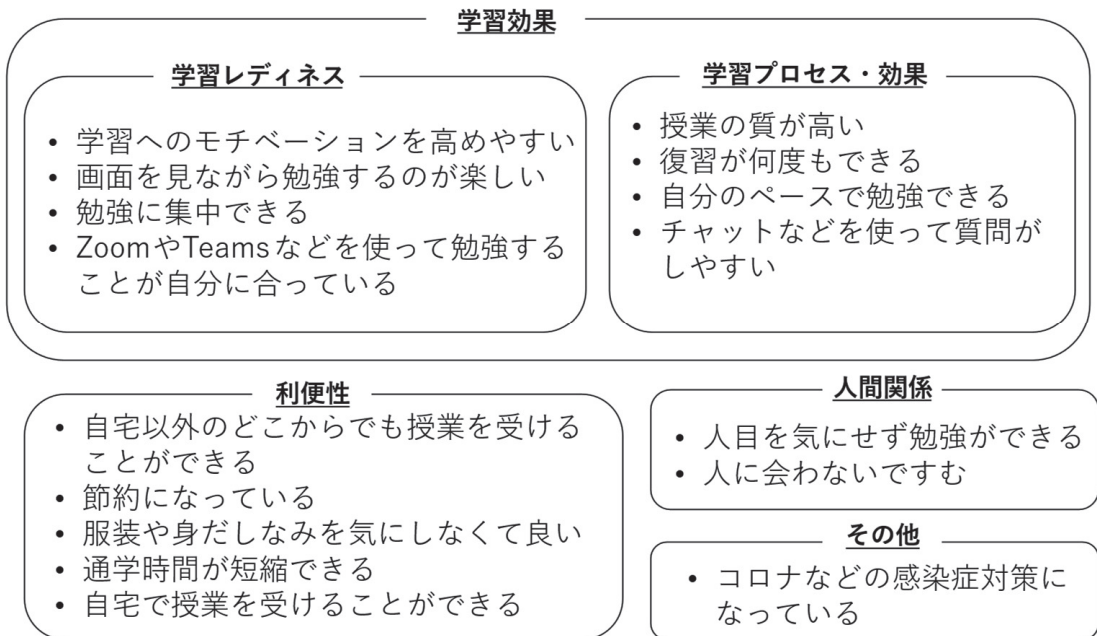 学習効果
学習レディネス
• 学習へのモチベーションを高めやすい
• 画面を見ながら勉強するのが楽しい
• 勉強に集中できる
• ZoomやTeamsなどを使って勉強する
ことが自分に合っている
学習プロセス・効果
• 授業の質が高い
• 復習が何度もできる
• 自分のペースで勉強できる
• チャットなどを使って質問が
しやすい
利便性
• 自宅以外のどこからでも授業を受ける
ことができる
• 節約になっている
• 服装や身だしなみを気にしなくて良い
• 通学時間が短縮できる
• 自宅で授業を受けることができる
人間関係
• 人目を気にせず勉強ができる
• 人に会わないですむ
その他
• コロナなどの感染症対策に
なっている